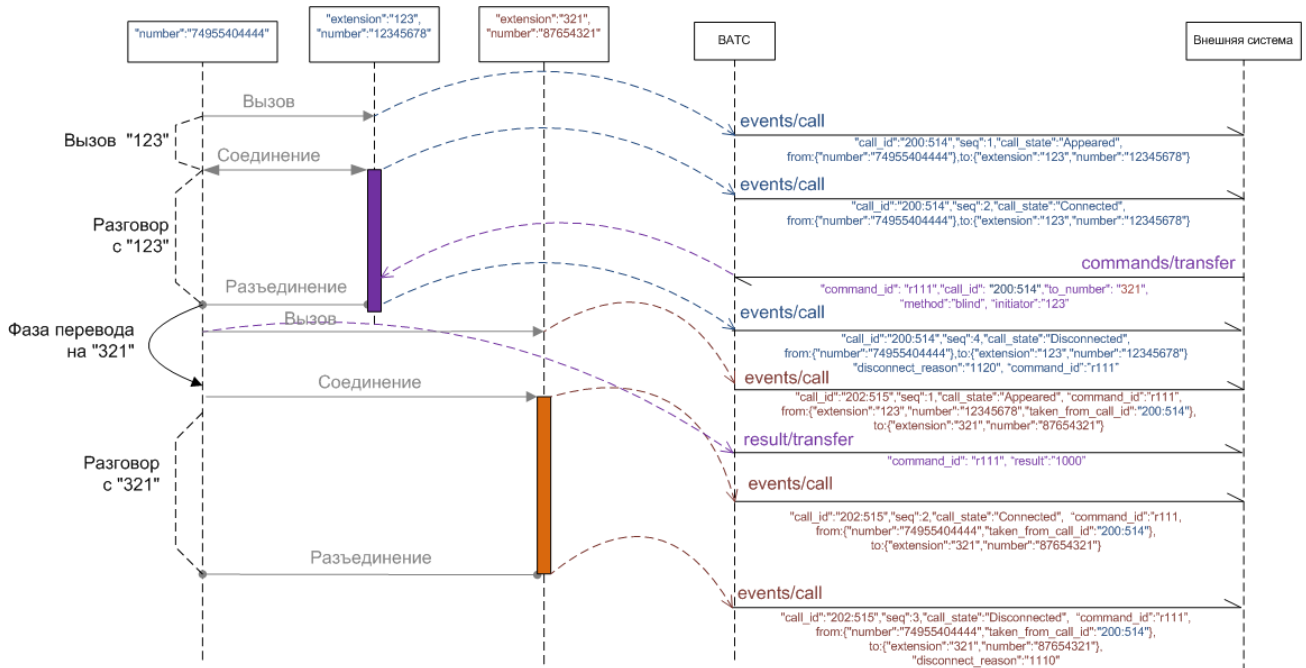 "number":"74955404444"
"extension":"123",
"number":"12345678"
"extension":"321",
"number":"87654321"
ВАТС
Внешняя система
Вызов
Вызов "123"
events/call
"call_id":"200:514","seq":1,"call_state":"Appeared",
from:{"number":"74955404444"},to:{"extension":"123","number":"12345678"}
Соединение
events/call
"call_id":"200:514","seq":2,"call_state":"Connected",
from:{"number":"74955404444"},to:{"extension":"123","number":"12345678"}
Разговор
с "123"
commands/transfer
"command_id": "r111","call_id": "200:514","to_number": "321",
“method”:”blind”, “initiator”:”123”
Разъединение
events/call
Вызов
Фаза перевода
на "321"
"call_id":"200:514","seq":4,"call_state":"Disconnected",
from:{"number":"74955404444"},to:{"extension":"123","number":"12345678"}
"disconnect_reason":"1120", “command_id”:”r111”
events/call
Соединение
"call_id":"202:515","seq":1,"call_state":"Appeared", “command_id”:”r111”,
from:{"extension":"123","number":"12345678","taken_from_call_id":"200:514"},
to:{"extension":"321","number":"87654321"}
result/transfer
"command_id": "r111", “result”:”1000”
Разговор
с "321"
events/call
"call_id":"202:515","seq":2,"call_state":"Connected", “command_id”:”r111,
from:{"number":"74955404444","taken_from_call_id":"200:514"},
to:{"extension":"321","number":"87654321"}
Разъединение
events/call
"call_id":"202:515","seq":3,"call_state":"Disconnected", “command_id”:”r111”,
from:{"number":"74955404444","taken_from_call_id":"200:514"},
to:{"extension":"321","number":"87654321"},
"disconnect_reason":"1110"